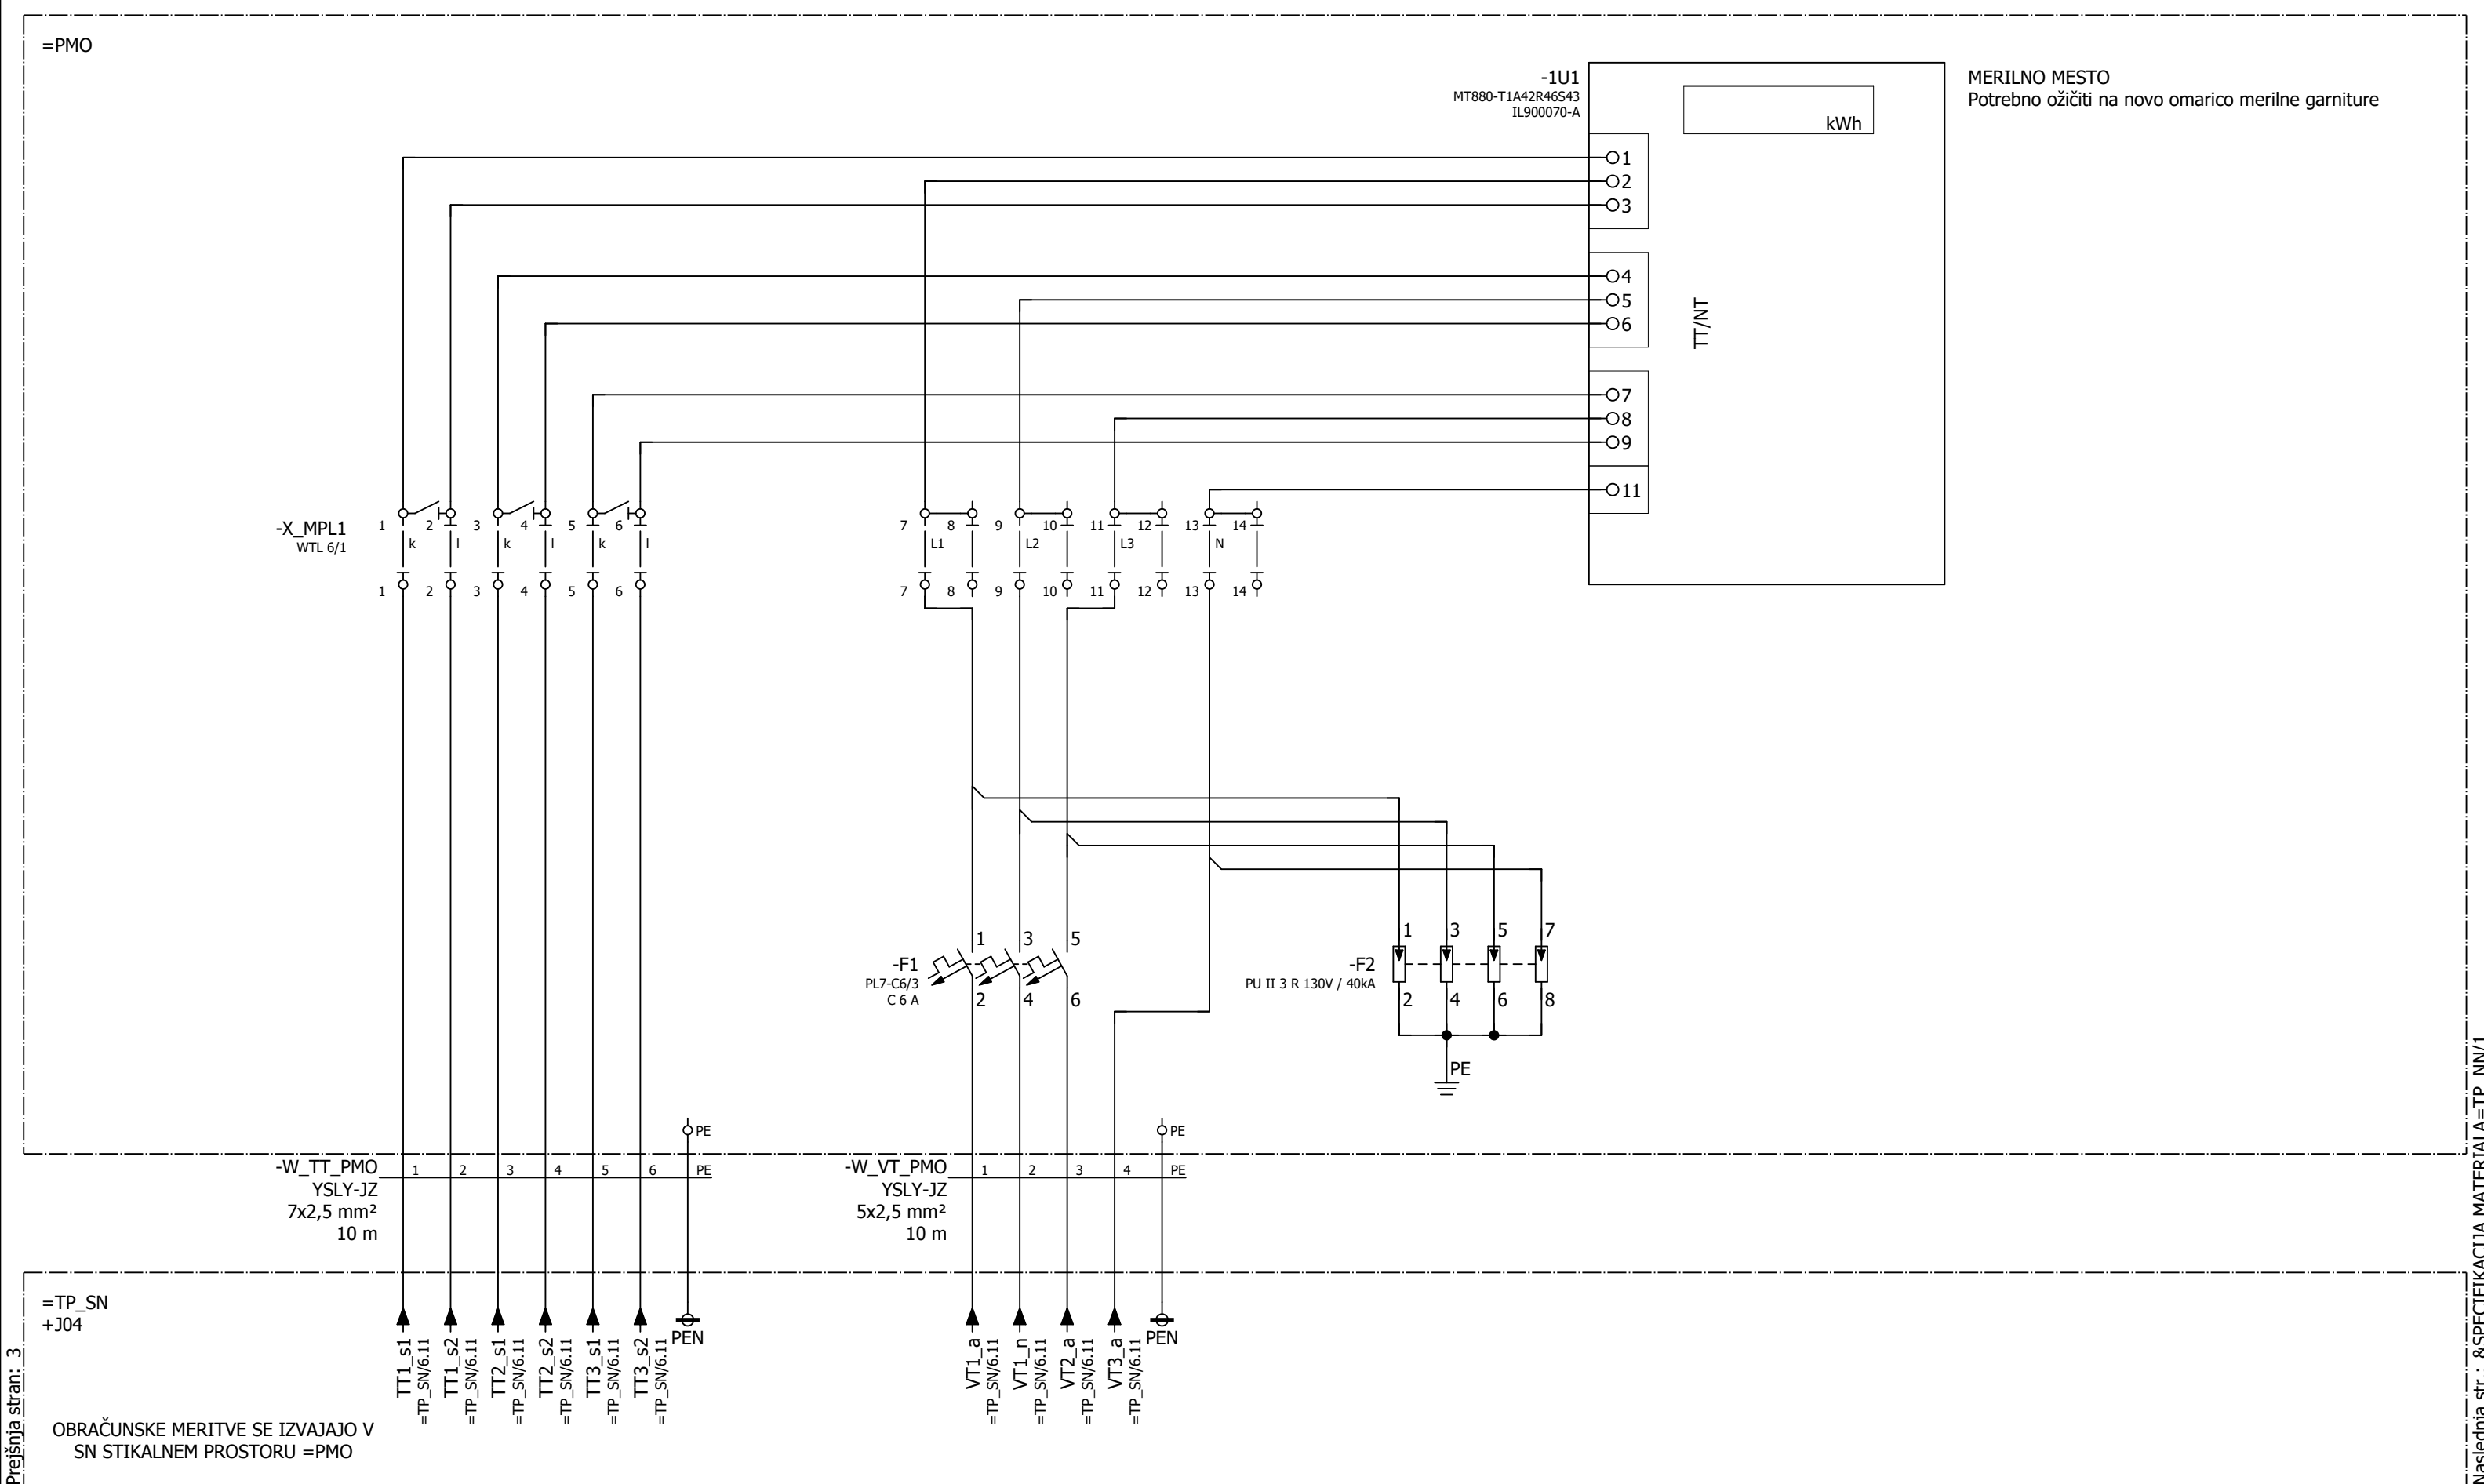 =PMO
-1U1
MT880-T1A42R46S43
IL900070-A
kWh
MERILNO MESTO
Potrebno ožičiti na novo omarico merilne garniture
1
2
3
4
5
6
TT/NT
7
8
9
11
-X_MPL1
WTL 6/1
1 2 3 4 5 6 7 8 9 10 11 12 13 14
k l k l k l L1 L2 L3 N
1 2 3 4 5 6 7 8 9 10 11 12 13 14
-F1
PL7-C6/3
C 6 A
1 3 5
2 4 6
-F2
PU II 3 R 130V / 40kA
1 3 5 7
2 4 6 8
PE
PE PE
-W_TT_PMO
YSLY-JZ
7x2,5 mm²
10 m
1 2 3 4 5 6 PE
-W_VT_PMO
YSLY-JZ
5x2,5 mm²
10 m
1 2 3 4 PE
=TP_SN
+J04
TT1_s1
=TP_SN/6.11
TT1_s2
=TP_SN/6.11
TT2_s1
=TP_SN/6.11
TT2_s2
=TP_SN/6.11
TT3_s1
=TP_SN/6.11
TT3_s2
=TP_SN/6.11
PEN
VT1_a
=TP_SN/6.11
VT1_n
=TP_SN/6.11
VT2_a
=TP_SN/6.11
VT3_a
=TP_SN/6.11
PEN
OBRAČUNSKE MERITVE SE IZVAJAJO V
SN STIKALNEM PROSTORU =PMO
Prejšnja stran: 3
Naslednja str.: &SPECIFIKACIJA MATERIALA=TP_NN/1